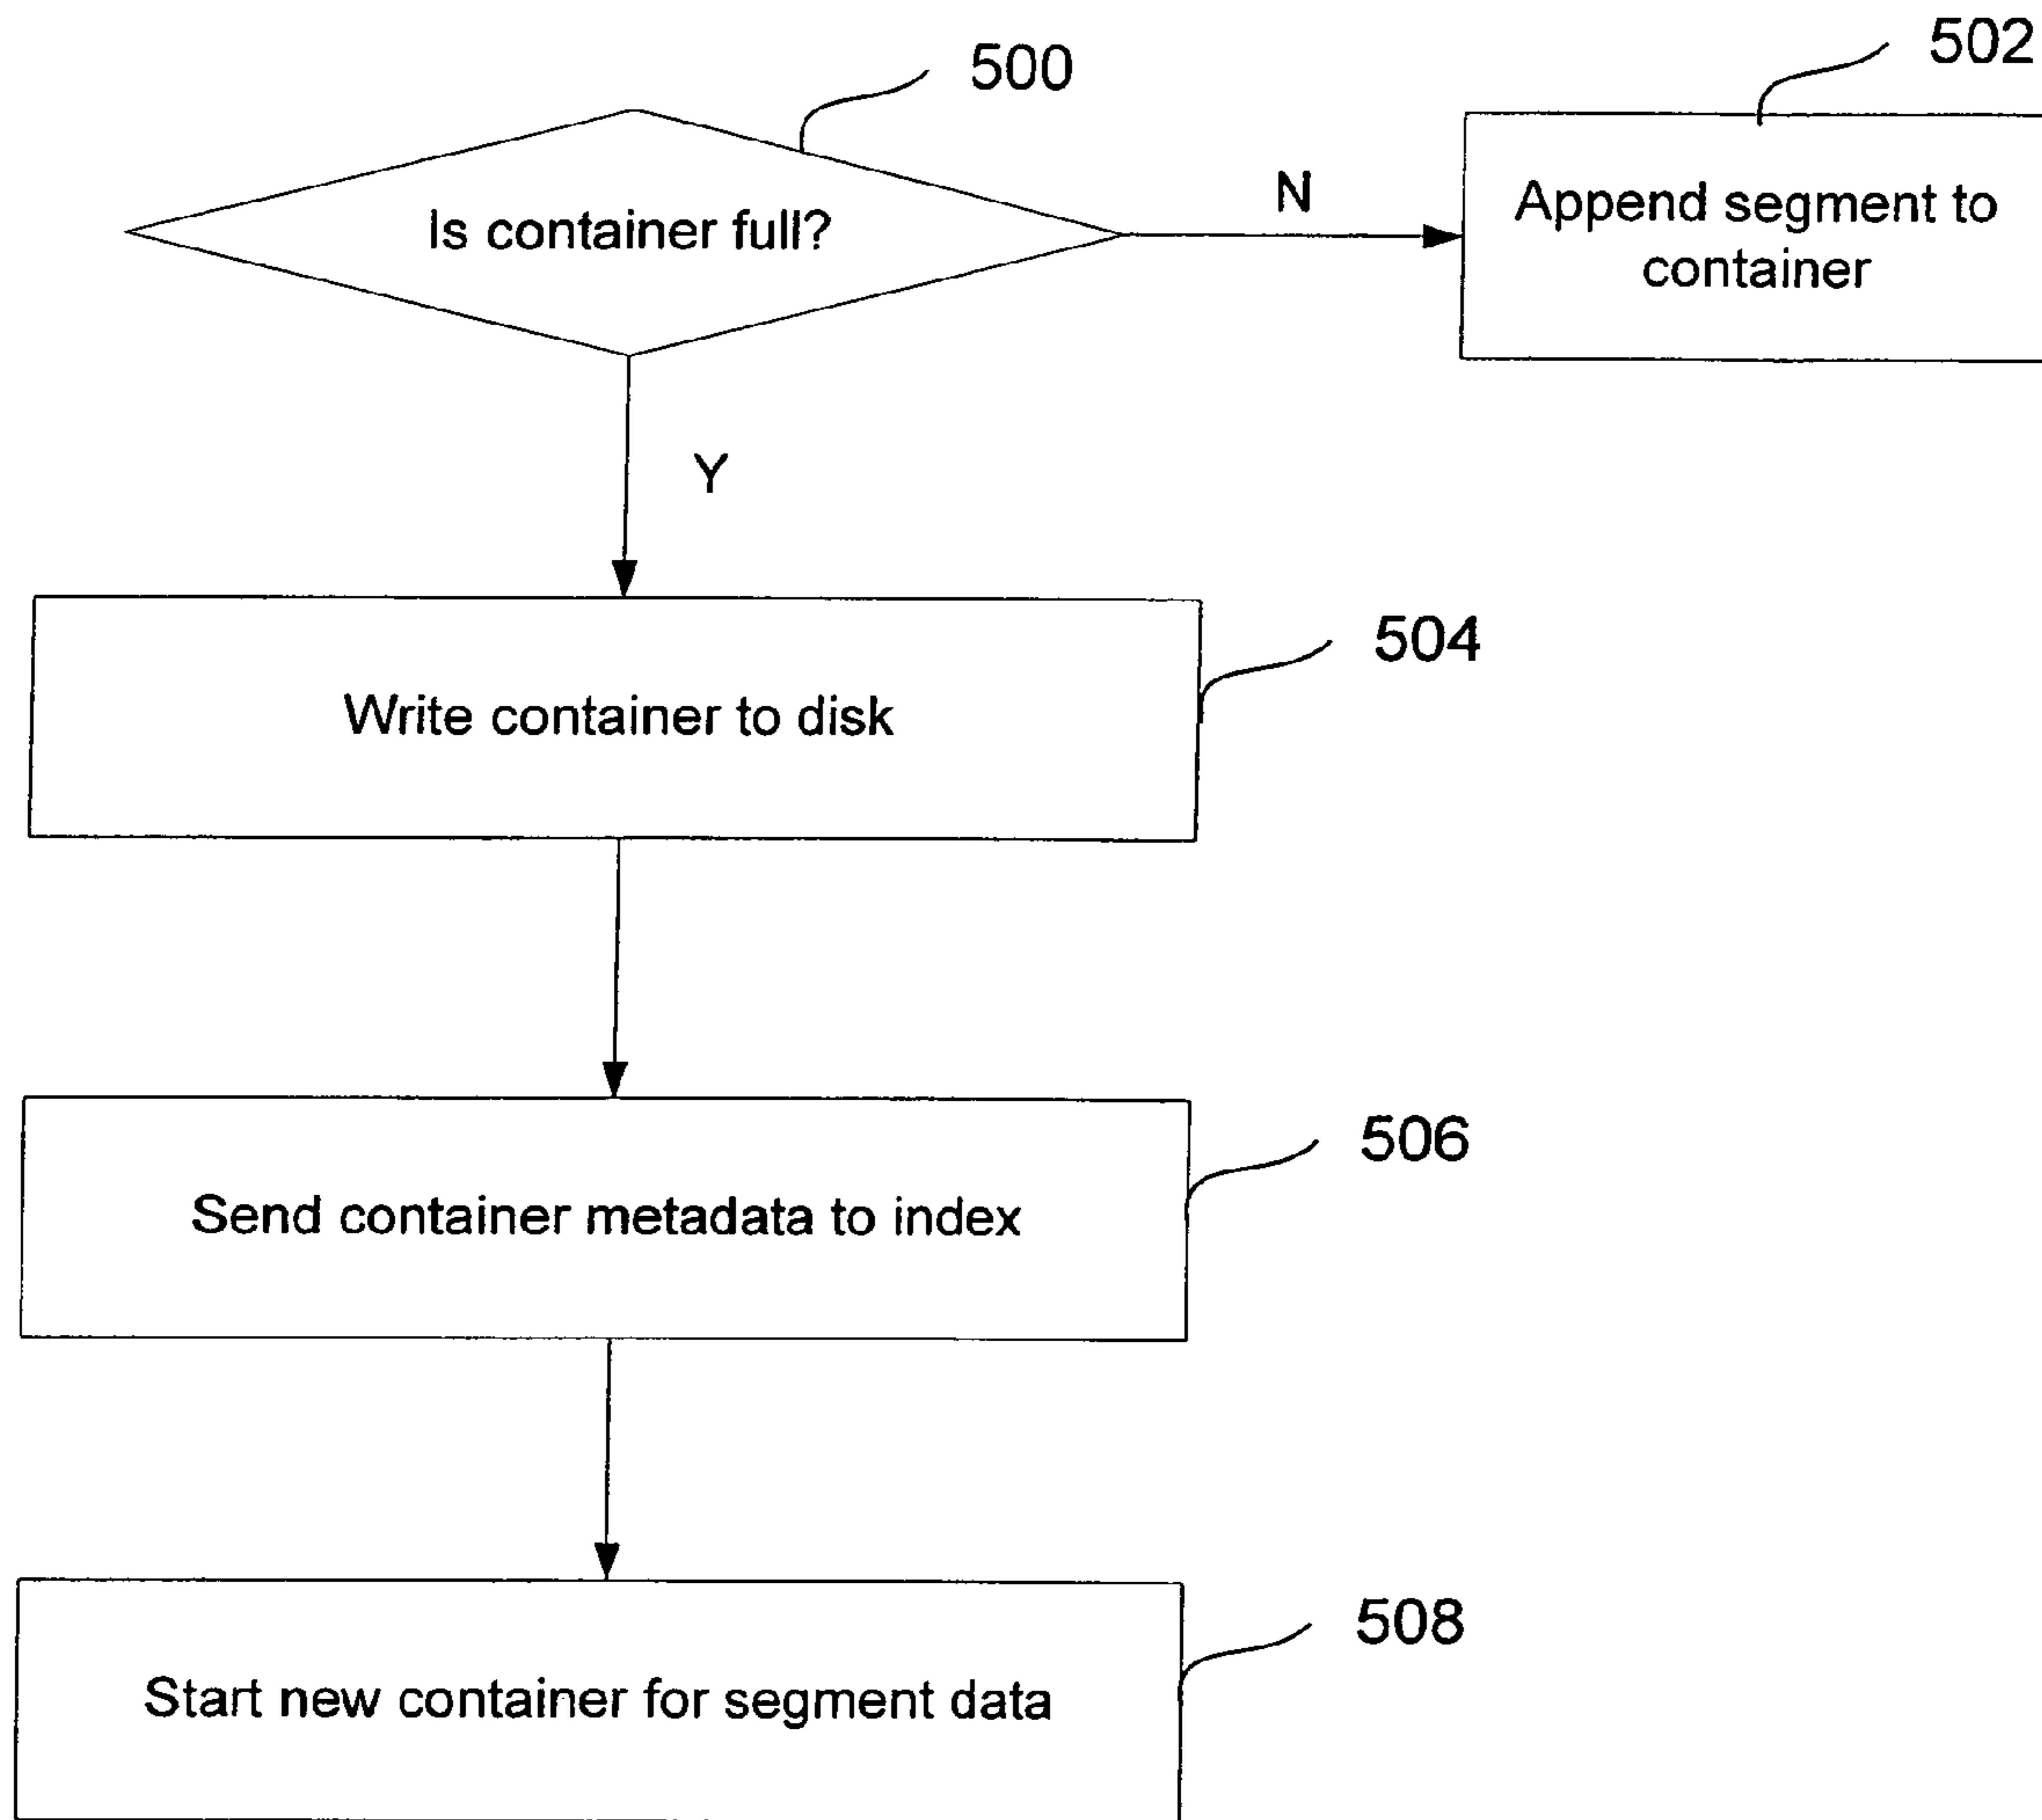 500
502
Is container full?
N
Append segment to
container
Y
504
Write container to disk
506
Send container metadata to index
508
Start new container for segment data